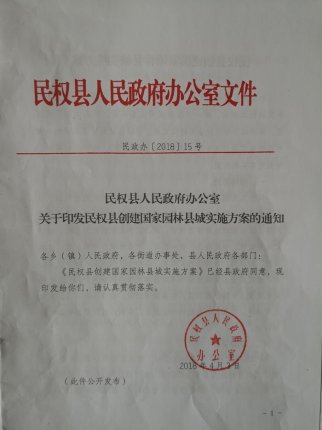 民权县人民政府办公室文件
民政办〔2018〕15号
民权县人民政府办公室
关于印发民权县创建国家园林县城实施方案的通知
各乡（镇）人民政府，各街道办事处，县人民政府各部门：
《民权县创建国家园林县城实施方案》已经县政府同意，现
印发给你们，请认真贯彻落实。
民权县人民政府
办公室
2018年4月3日
（此件公开发布）
- 1 -